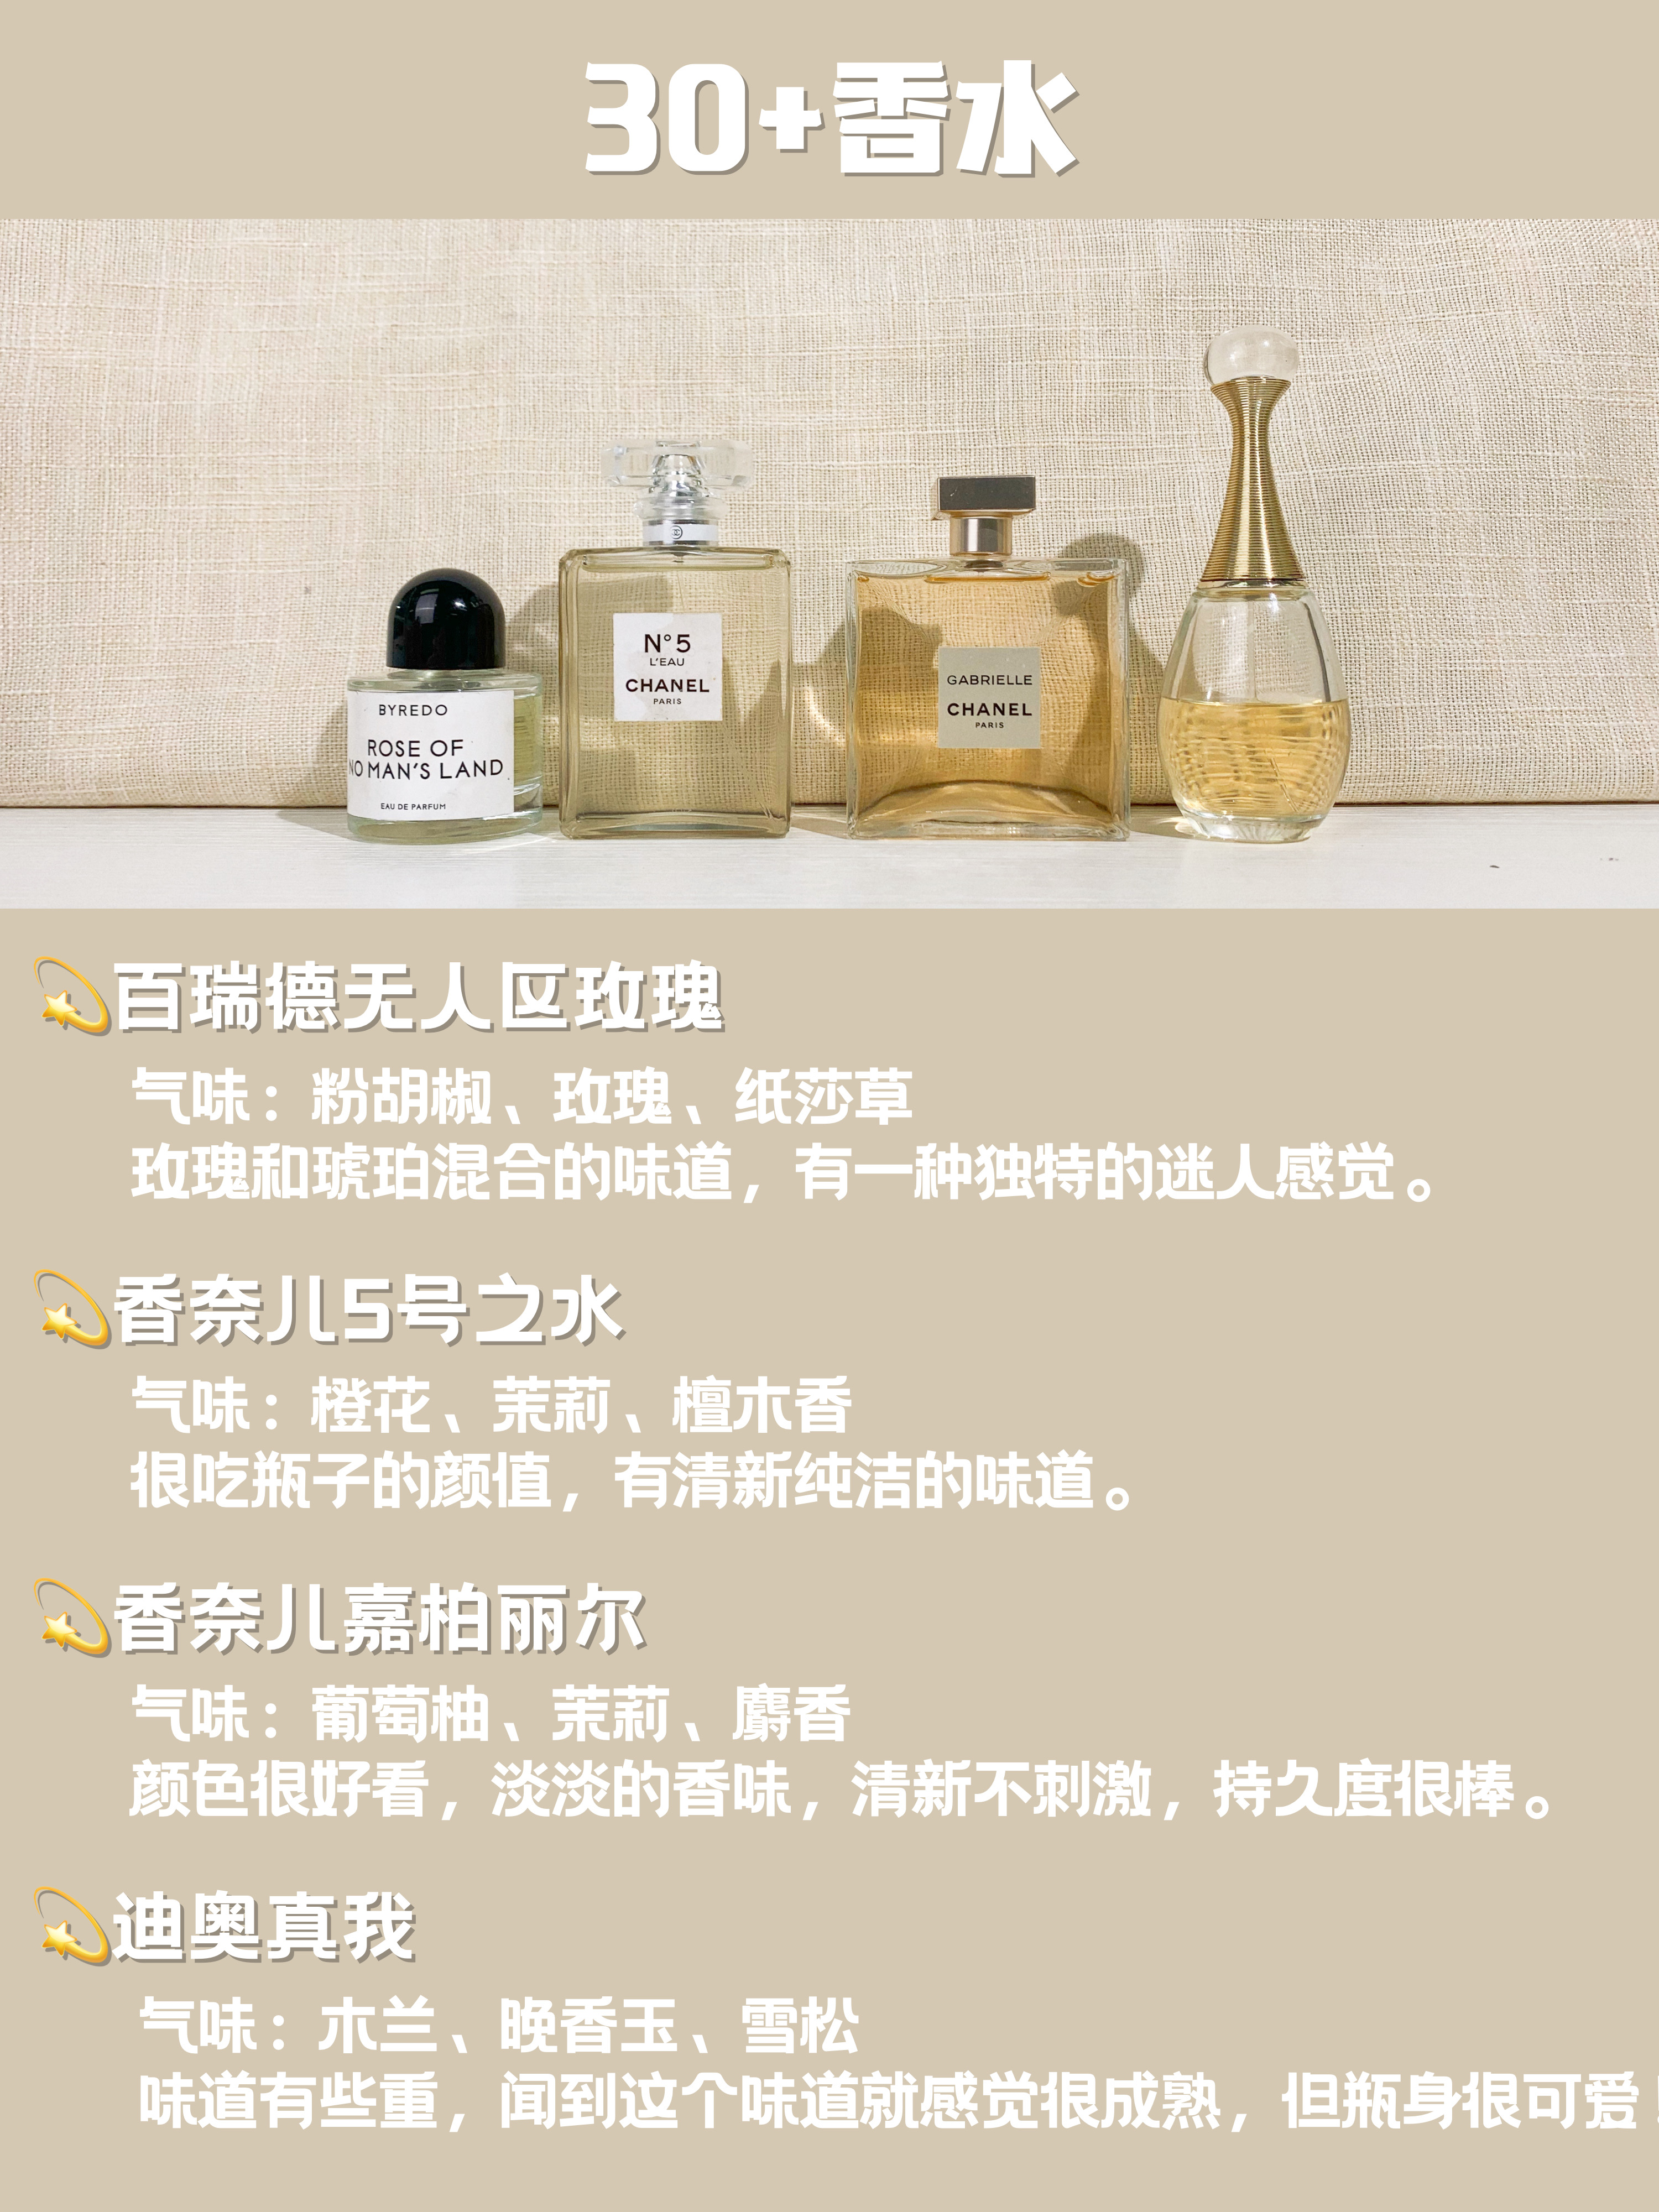 30+香水
BYREDO
ROSE OF
NO MAN'S LAND
EAU DE PARFUM
N°5
L'EAU
CHANEL
PARIS
GABRIELLE
CHANEL
PARIS
百瑞德无人区玫瑰
气味：粉胡椒、玫瑰、纸莎草
玫瑰和琥珀混合的味道，有一种独特的迷人感觉。
香奈儿5号之水
气味：橙花、茉莉、檀木香
很吃瓶子的颜值，有清新纯洁的味道。
香奈儿嘉柏丽尔
气味：葡萄柚、茉莉、麝香
颜色很好看，淡淡的香味，清新不刺激，持久度很棒。
迪奥真我
气味：木兰、晚香玉、雪松
味道有些重，闻到这个味道就感觉很成熟，但瓶身很可爱！